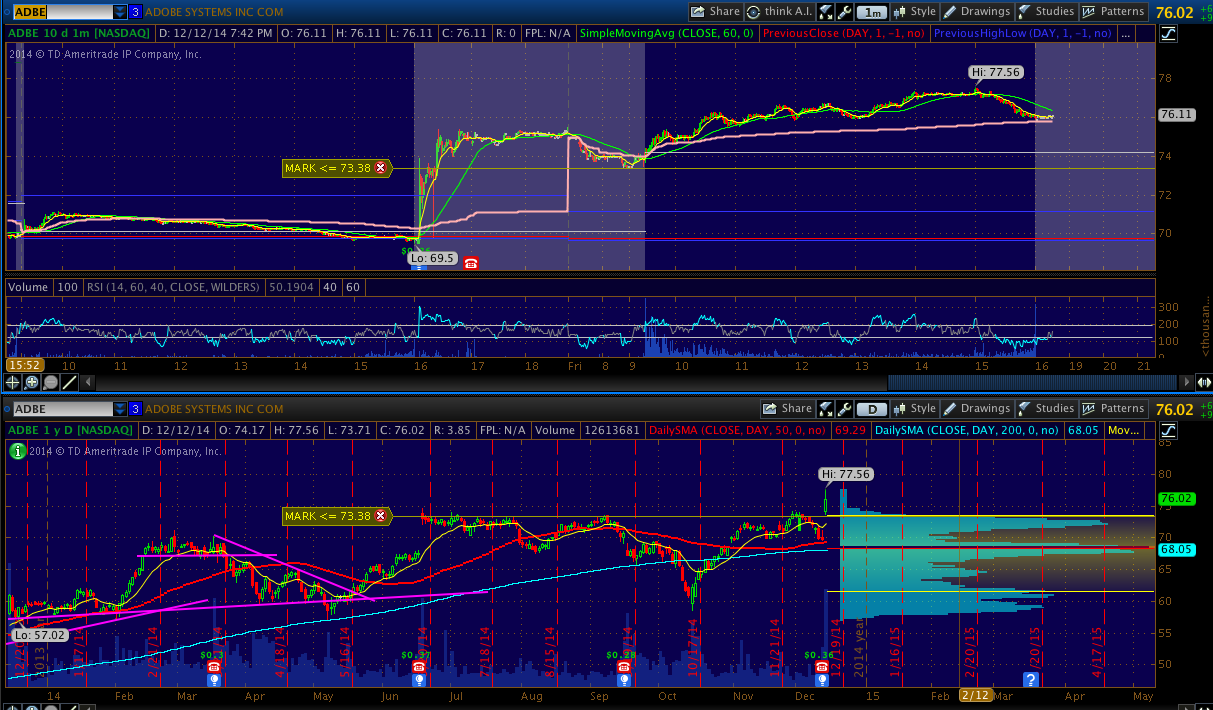 ADBE 3 ADOBE SYSTEMS INC COM Share think A.I. 1m Style Drawings Studies Patterns 76.02
ADBE 10 d 1m [NASDAQ] D: 12/12/14 7:42 PM O: 76.11 H: 76.11 L: 76.11 C: 76.11 R: 0 FPL: N/A SimpleMovingAvg (CLOSE, 60, 0) PreviousClose (DAY, 1, -1, no) PreviousHighLow (DAY, 1, -1, no) ...
2014 © TD Ameritrade IP Company, Inc.
Hi: 77.56
78
76.11
MARK <= 73.38
74
72
70
Lo: 69.5
Volume 100 RSI (14, 60, 40, CLOSE, WILDERS) 50.1904 40 60
300
200
100
0
<thousan...
15:52 10 11 12 13 14 15 16 17 18 Fri 8 9 10 11 12 13 14 15 16 19 20 21
ADBE 3 ADOBE SYSTEMS INC COM Share D Style Drawings Studies Patterns 76.02
ADBE 1 y D [NASDAQ] D: 12/12/14 O: 74.17 H: 77.56 L: 73.71 C: 76.02 R: 3.85 FPL: N/A Volume 12613681 DailySMA (CLOSE, DAY, 50, 0, no) 69.29 DailySMA (CLOSE, DAY, 200, 0, no) 68.05 Mov...
2014 © TD Ameritrade IP Company, Inc.
85
Hi: 77.56
80
76.02
75
MARK <= 73.38
70
68.05
65
60
Lo: 57.02
55
50
4/18/14 5/16/14 7/18/14 8/15/14 10/17/14 11/21/14 12/19/14 2014 year 1/16/15 2/20/15 3/20/15 4/17/15
$0.3 $0.37 $0.28 $0.36
14 Feb Mar Apr May Jun Jul Aug Sep Oct Nov Dec 15 Feb 2/12 Mar Apr May